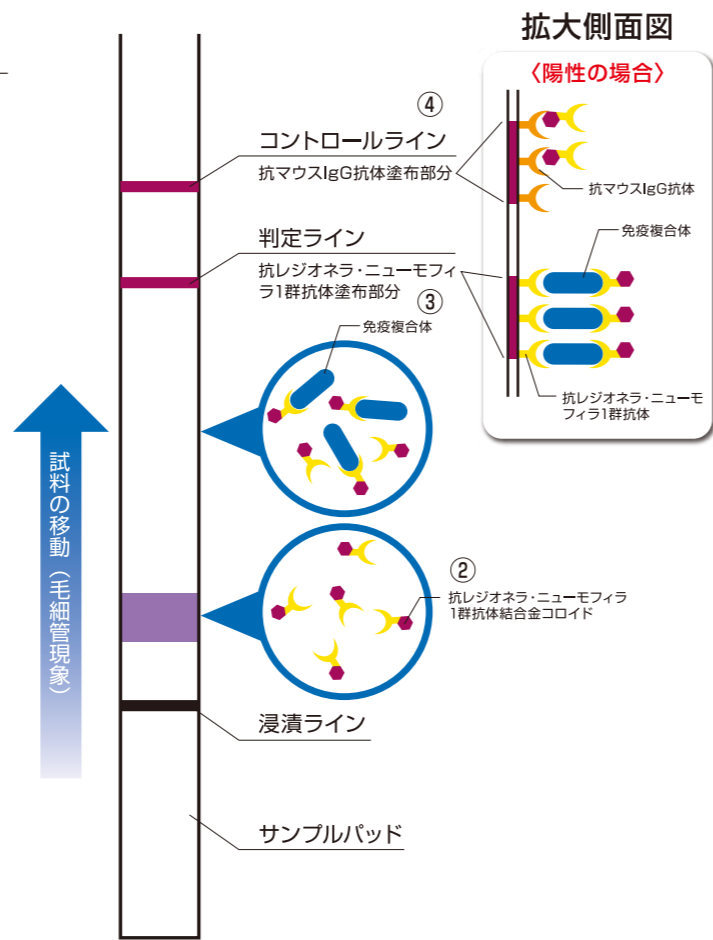 拡大側面図
〈陽性の場合〉
④
コントロールライン
抗マウスIgG抗体塗布部分
抗マウスIgG抗体
判定ライン
抗レジオネラ・ニューモフィ
ラ1群抗体塗布部分
免疫複合体
③
免疫複合体
抗レジオネラ・ニューモ
フィラ1群抗体
試料の移動（毛細管現象）
②
抗レジオネラ・ニューモフィラ
1群抗体結合金コロイド
浸漬ライン
サンプルパッド